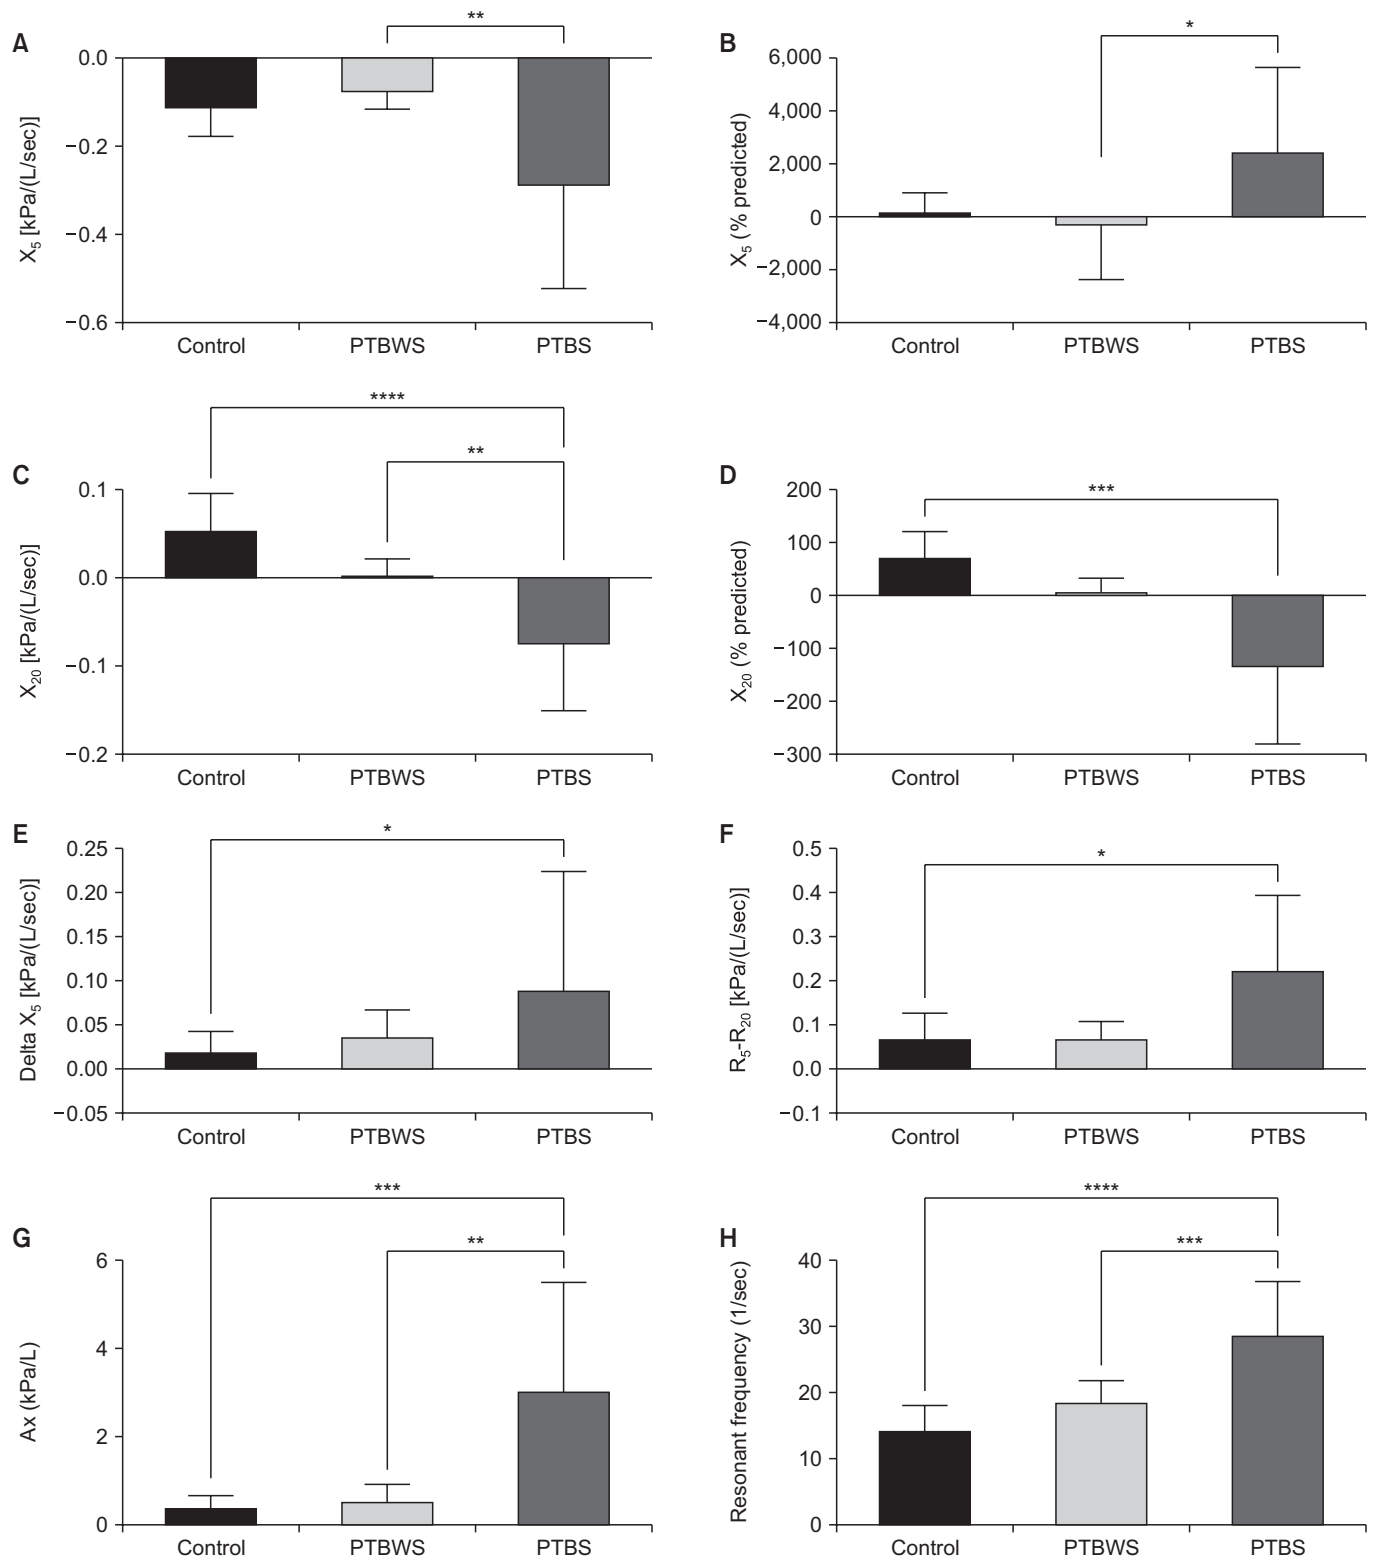 A
**
0.0
−0.2
−0.4
−0.6
X5 [kPa/(L/sec)]
Control PTBWS PTBS
B
*
6,000
4,000
2,000
0
−2,000
−4,000
X5 (% predicted)
Control PTBWS PTBS
C
****
**
0.1
0.0
−0.1
−0.2
X20 [kPa/(L/sec)]
Control PTBWS PTBS
D
***
200
100
0
−100
−200
−300
X20 (% predicted)
Control PTBWS PTBS
E
*
0.25
0.20
0.15
0.10
0.05
0.00
−0.05
Delta X5 [kPa/(L/sec)]
Control PTBWS PTBS
F
*
0.5
0.4
0.3
0.2
0.1
0.0
−0.1
R5-R20 [kPa/(L/sec)]
Control PTBWS PTBS
G
***
**
6
4
2
0
Ax (kPa/L)
Control PTBWS PTBS
H
****
***
40
30
20
10
0
Resonant frequency (1/sec)
Control PTBWS PTBS